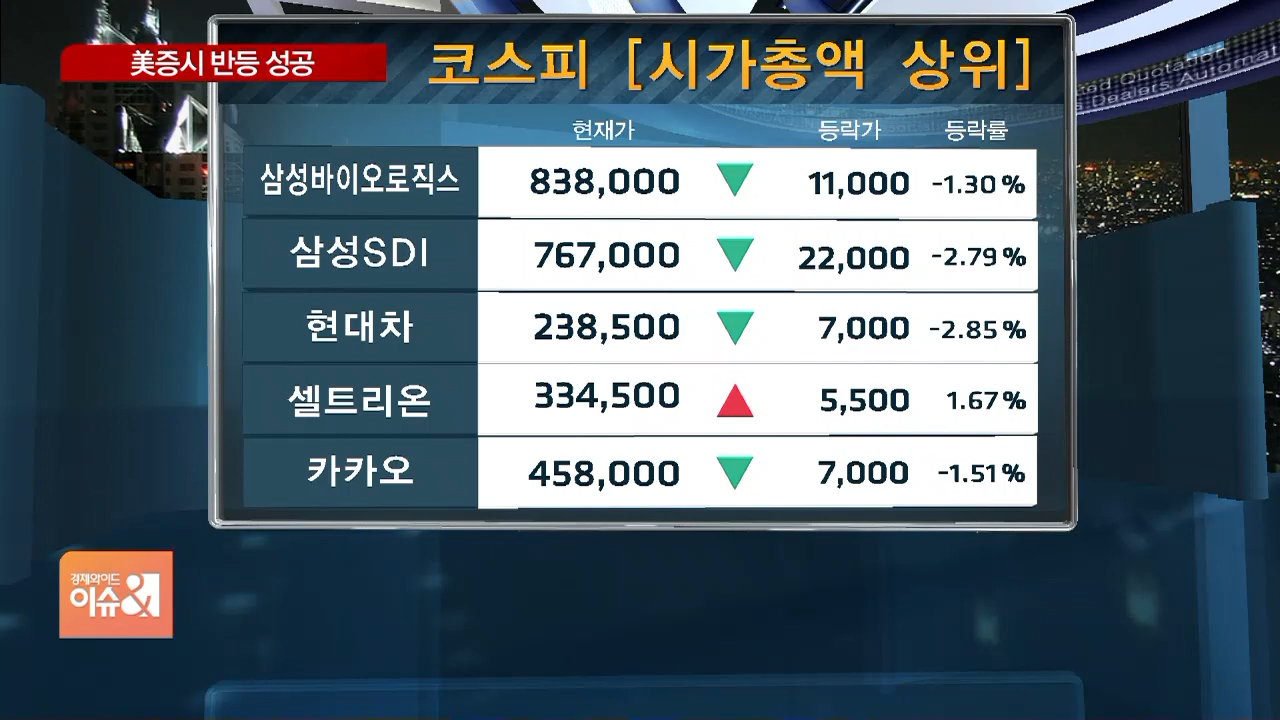 美증시 반등 성공
코스피 [시가총액 상위]
현재가 등락가 등락률
삼성바이오로직스 838,000 ▼ 11,000 -1.30 %
삼성SDI 767,000 ▼ 22,000 -2.79 %
현대차 238,500 ▼ 7,000 -2.85 %
셀트리온 334,500 ▲ 5,500 1.67 %
카카오 458,000 ▼ 7,000 -1.51 %
경제와이드
이슈&